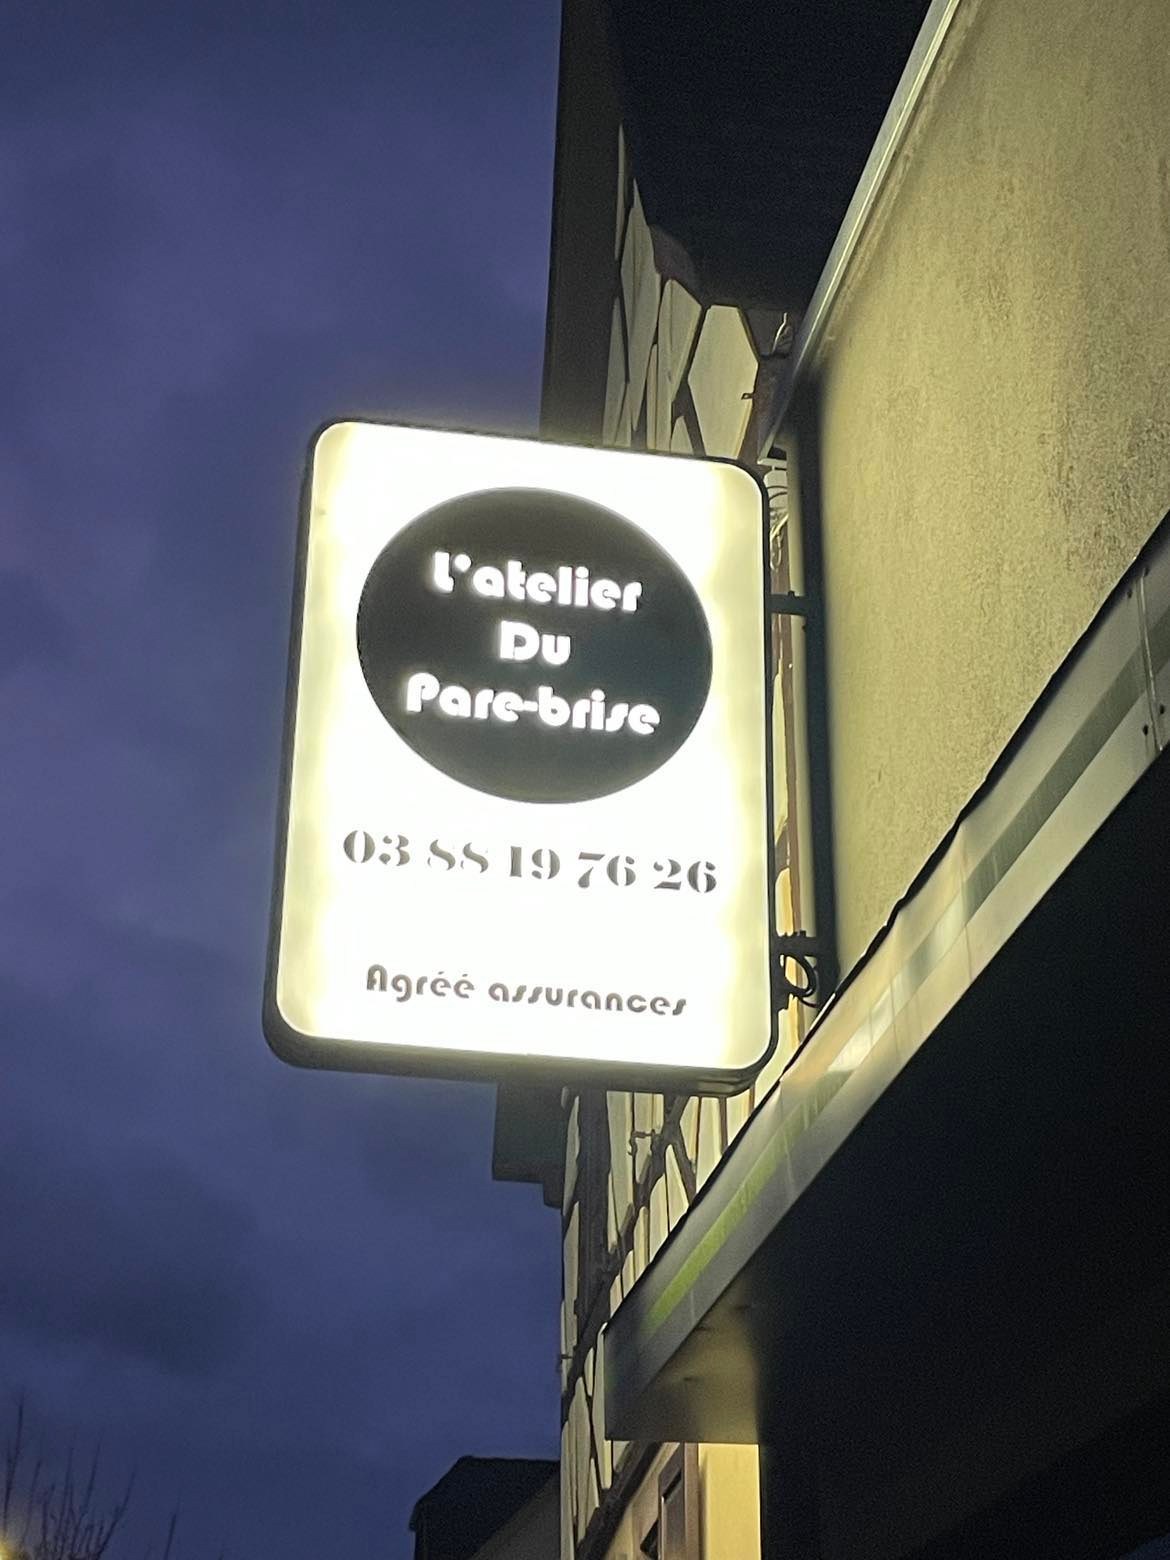 L'atelier
Du
Pare-brise
03 88 19 76 26
Agréé assurances